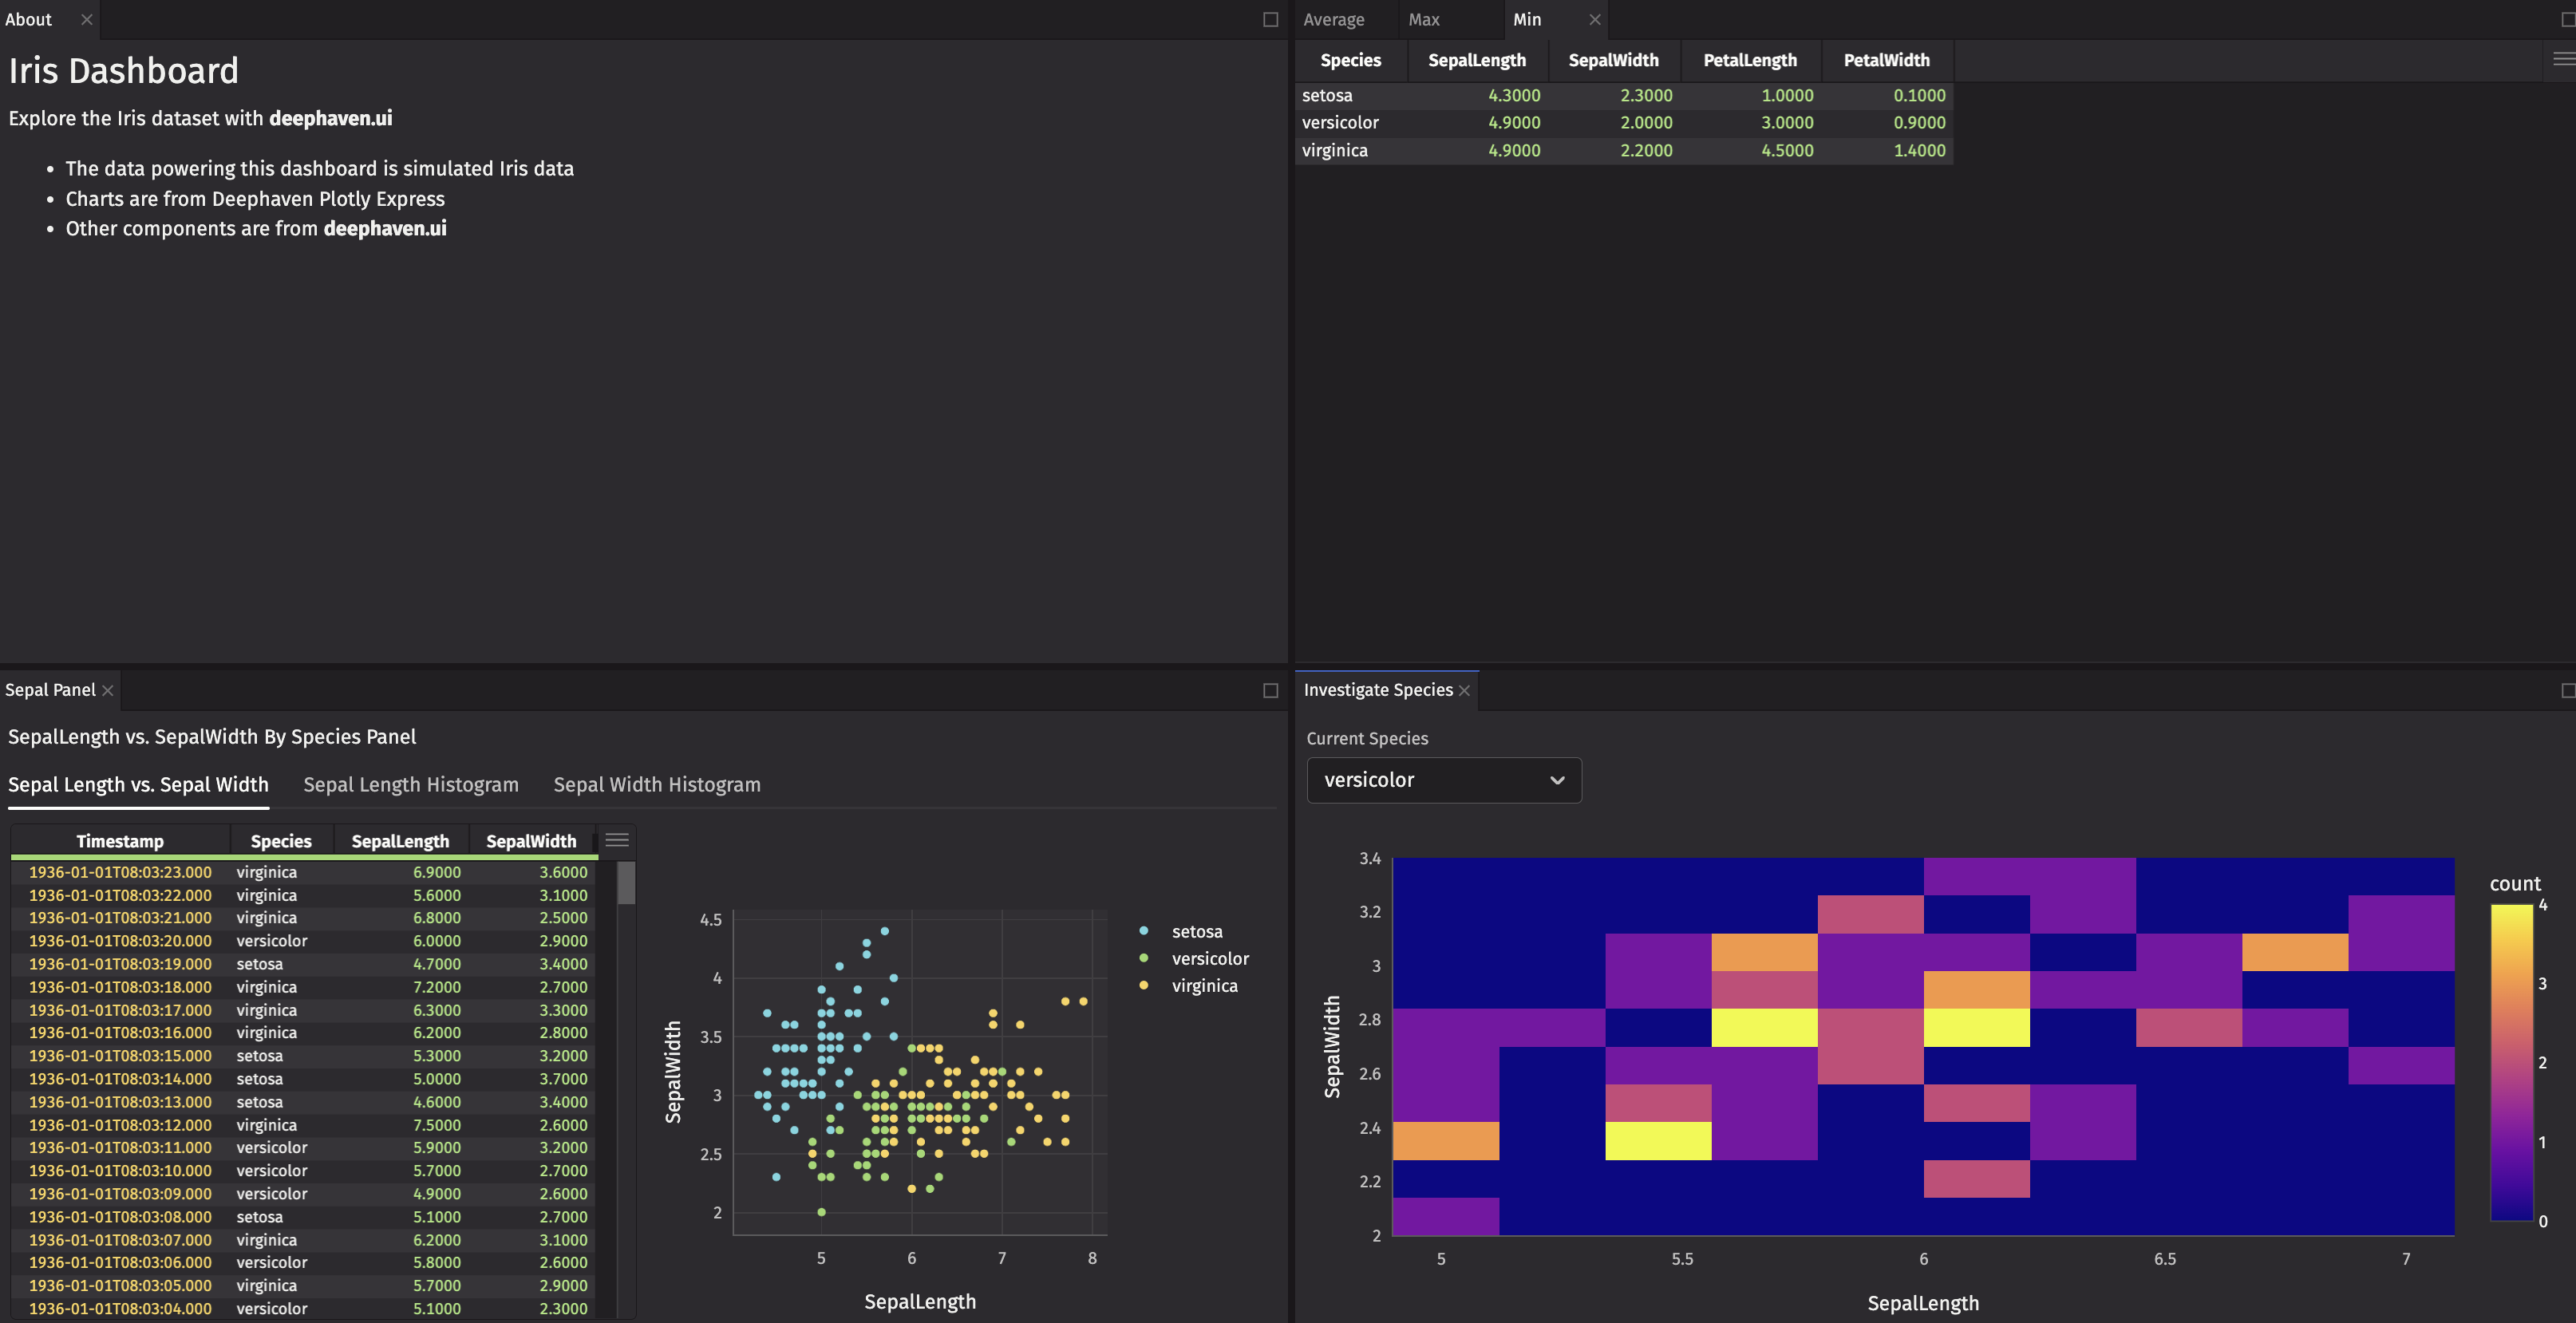 About
Iris Dashboard
Explore the Iris dataset with deephaven.ui
• The data powering this dashboard is simulated Iris data
• Charts are from Deephaven Plotly Express
• Other components are from deephaven.ui
Average Max Min
Species SepalLength SepalWidth PetalLength PetalWidth
setosa 4.3000 2.3000 1.0000 0.1000
versicolor 4.9000 2.0000 3.0000 0.9000
virginica 4.9000 2.2000 4.5000 1.4000
Sepal Panel
SepalLength vs. SepalWidth By Species Panel
Sepal Length vs. Sepal Width Sepal Length Histogram Sepal Width Histogram
Timestamp Species SepalLength SepalWidth
1936-01-01T08:03:23.000 virginica 6.9000 3.6000
1936-01-01T08:03:22.000 virginica 5.6000 3.1000
1936-01-01T08:03:21.000 virginica 6.8000 2.5000
1936-01-01T08:03:20.000 versicolor 6.0000 2.9000
1936-01-01T08:03:19.000 setosa 4.7000 3.4000
1936-01-01T08:03:18.000 virginica 7.2000 2.7000
1936-01-01T08:03:17.000 virginica 6.3000 3.3000
1936-01-01T08:03:16.000 virginica 6.2000 2.8000
1936-01-01T08:03:15.000 setosa 5.3000 3.2000
1936-01-01T08:03:14.000 setosa 5.0000 3.7000
1936-01-01T08:03:13.000 setosa 4.6000 3.4000
1936-01-01T08:03:12.000 virginica 7.5000 2.6000
1936-01-01T08:03:11.000 versicolor 5.9000 3.2000
1936-01-01T08:03:10.000 versicolor 5.7000 2.7000
1936-01-01T08:03:09.000 versicolor 4.9000 2.6000
1936-01-01T08:03:08.000 setosa 5.1000 2.7000
1936-01-01T08:03:07.000 virginica 6.2000 3.1000
1936-01-01T08:03:06.000 versicolor 5.8000 2.6000
1936-01-01T08:03:05.000 virginica 5.7000 2.9000
1936-01-01T08:03:04.000 versicolor 5.1000 2.3000
SepalWidth
4.5
4
3.5
3
2.5
2
5 6 7 8
SepalLength
setosa
versicolor
virginica
Investigate Species
Current Species
versicolor
SepalWidth
3.4
3.2
3
2.8
2.6
2.4
2.2
2
5 5.5 6 6.5 7
SepalLength
count
4
3
2
1
0